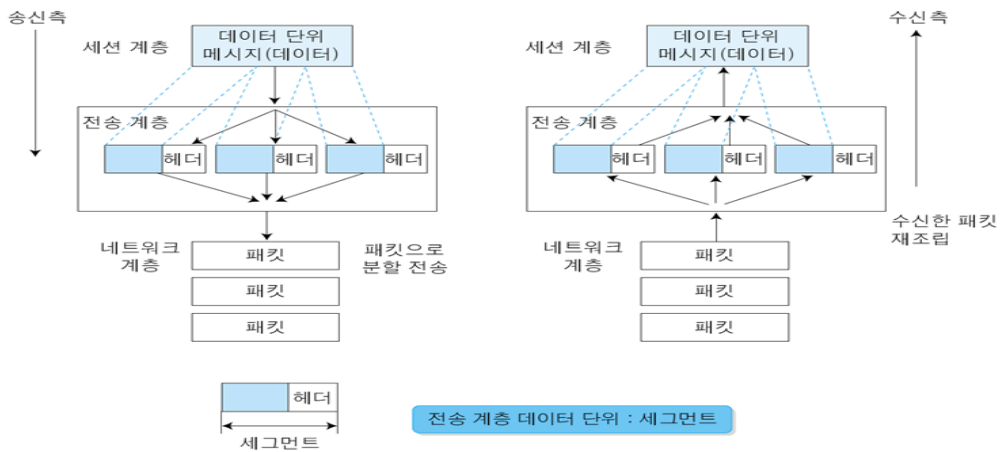 송신측
세션 계층
데이터 단위
메시지(데이터)
전송 계층
헤더
헤더
헤더
네트워크
계층
패킷
패킷
패킷
패킷으로
분할 전송
수신측
세션 계층
데이터 단위
메시지(데이터)
전송 계층
헤더
헤더
헤더
네트워크
계층
패킷
패킷
패킷
수신한 패킷
재조립
헤더
세그먼트
전송 계층 데이터 단위 : 세그먼트